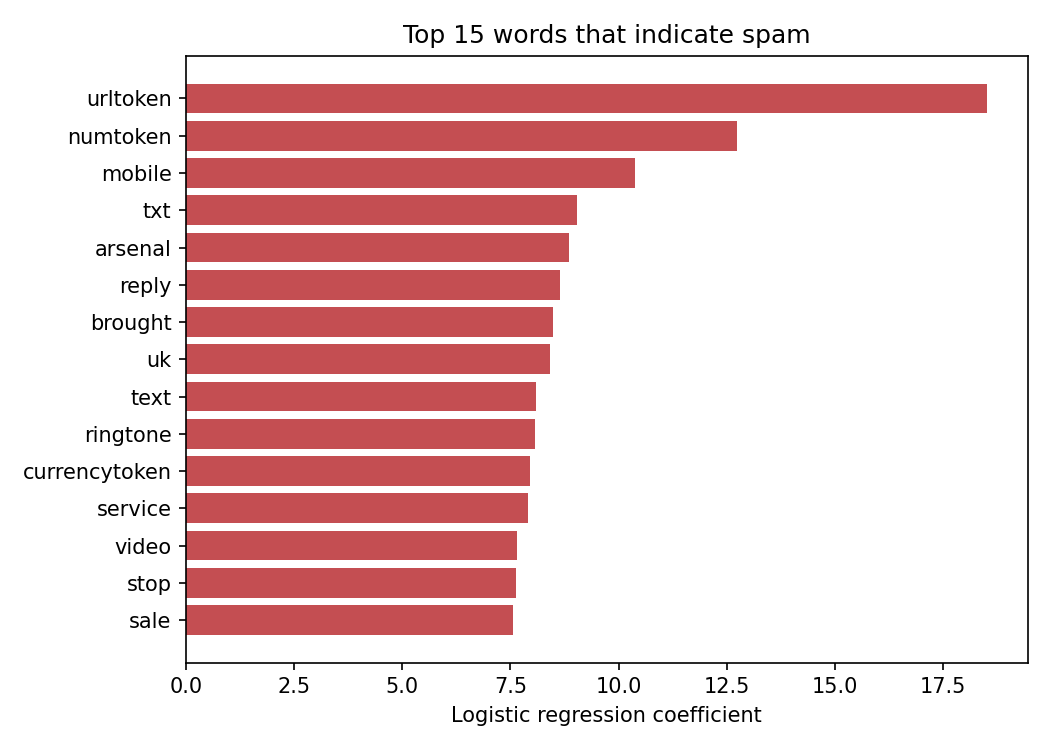 Top 15 words that indicate spam
urltoken
numtoken
mobile
txt
arsenal
reply
brought
uk
text
ringtone
currencytoken
service
video
stop
sale
0.0 2.5 5.0 7.5 10.0 12.5 15.0 17.5
Logistic regression coefficient